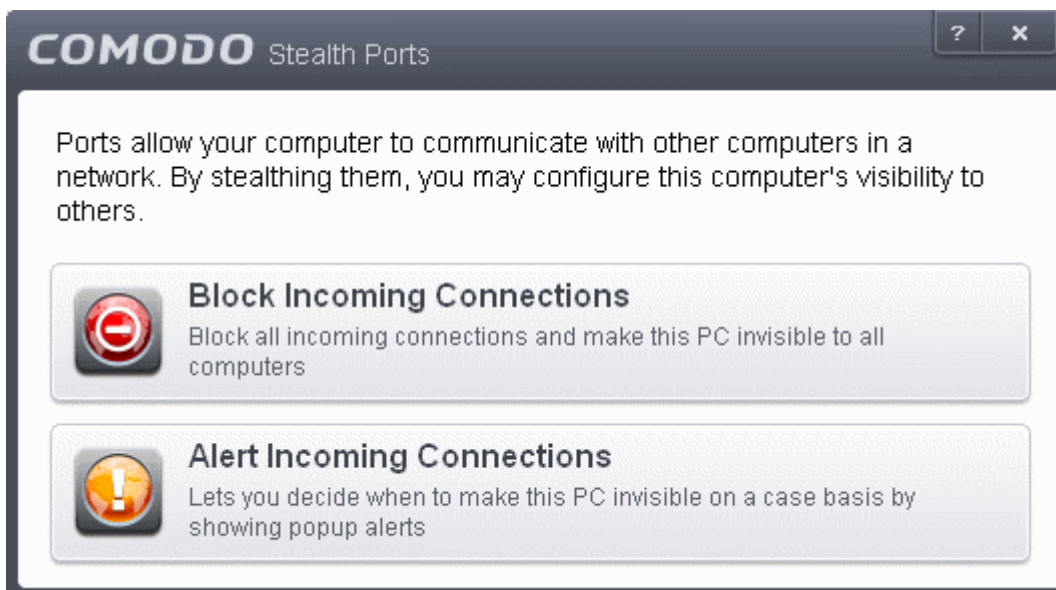 COMODO Stealth Ports
? x
Ports allow your computer to communicate with other computers in a
network. By stealthing them, you may configure this computer's visibility to
others.
Block Incoming Connections
Block all incoming connections and make this PC invisible to all
computers
Alert Incoming Connections
Lets you decide when to make this PC invisible on a case basis by
showing popup alerts